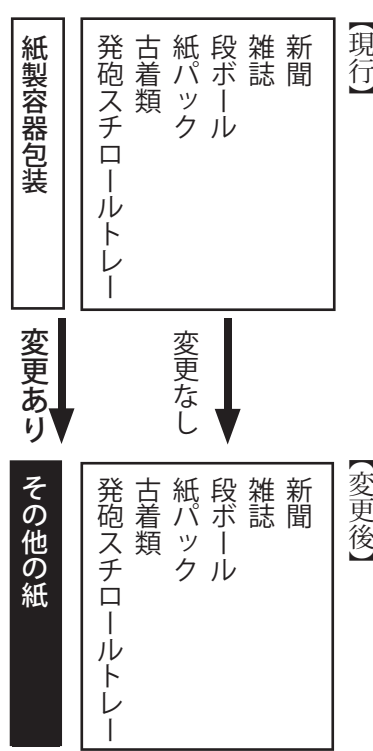 【現行】
新聞
雑誌
段ボール
紙パック
古着類
発砲スチロールトレー
紙製容器包装
変更なし
変更あり
【変更後】
新聞
雑誌
段ボール
紙パック
古着類
発砲スチロールトレー
その他の紙